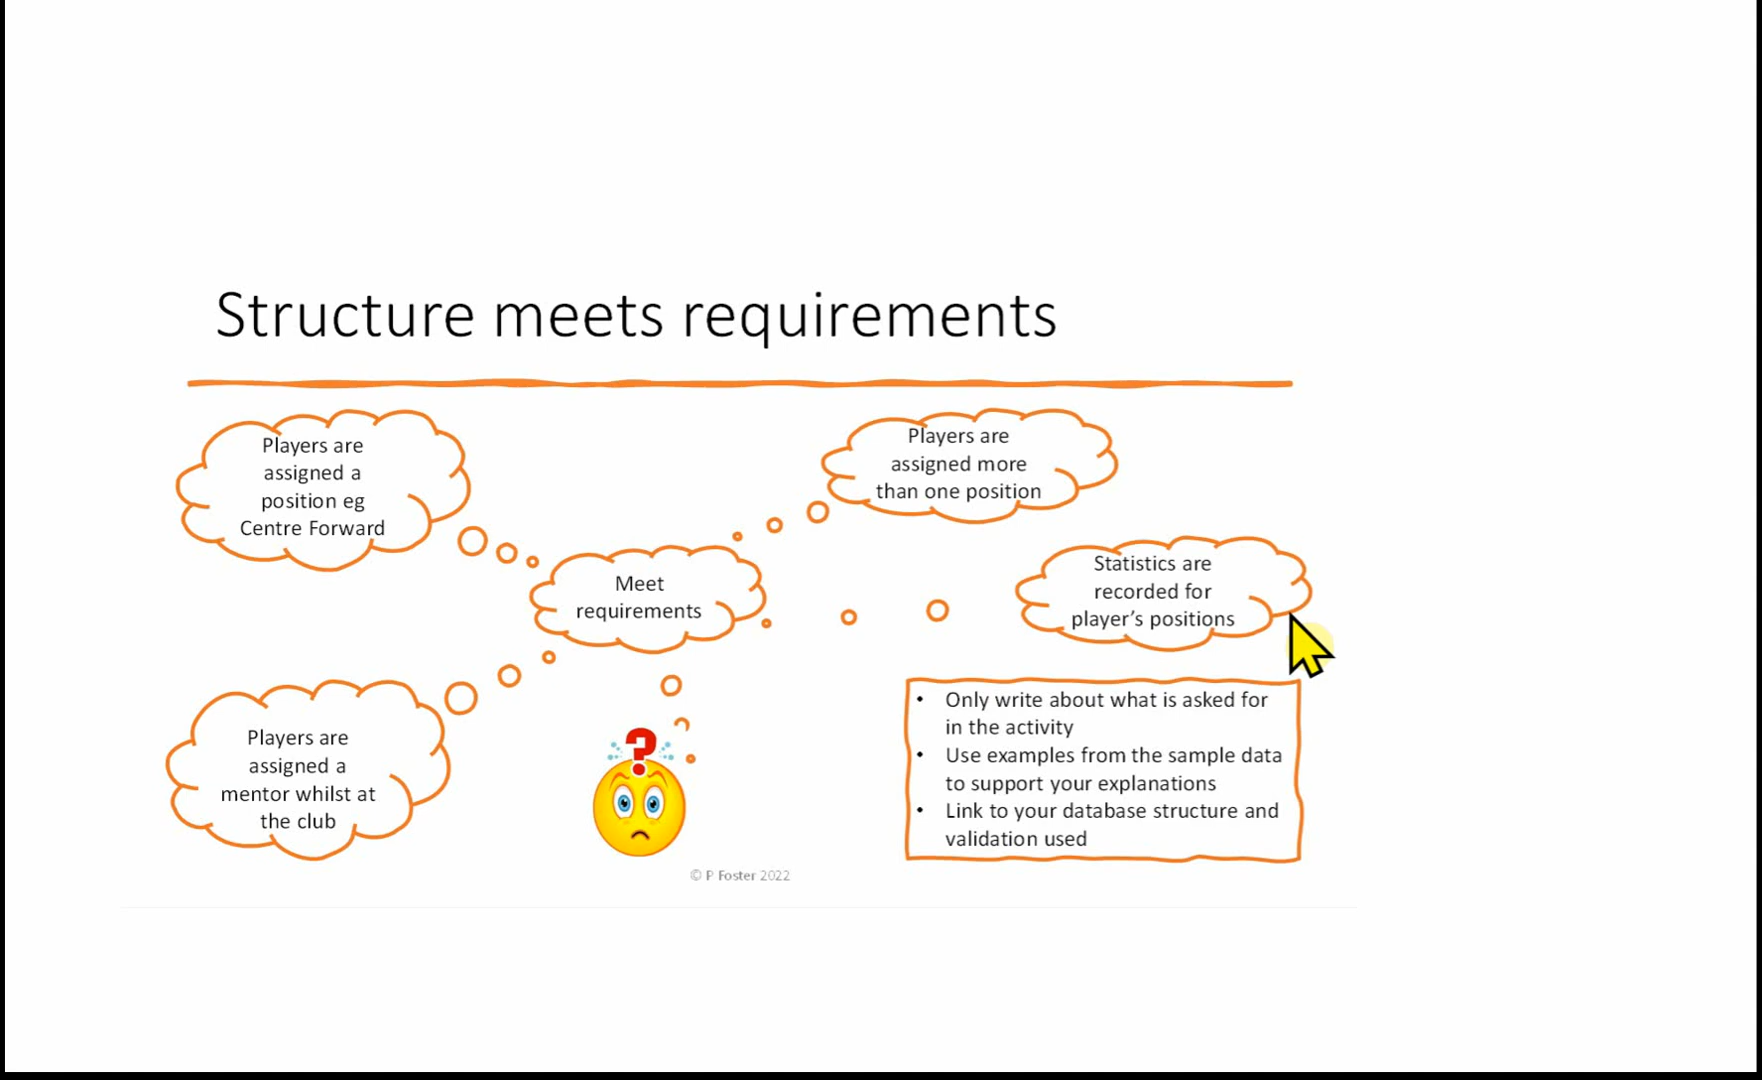 Structure meets requirements
Players are
assigned a
position eg
Centre Forward
Players are
assigned more
than one position
Meet
requirements
Statistics are
recorded for
player's positions
Players are
assigned a
mentor whilst at
the club
?
• Only write about what is asked for
in the activity
• Use examples from the sample data
to support your explanations
• Link to your database structure and
validation used
© P Foster 2022